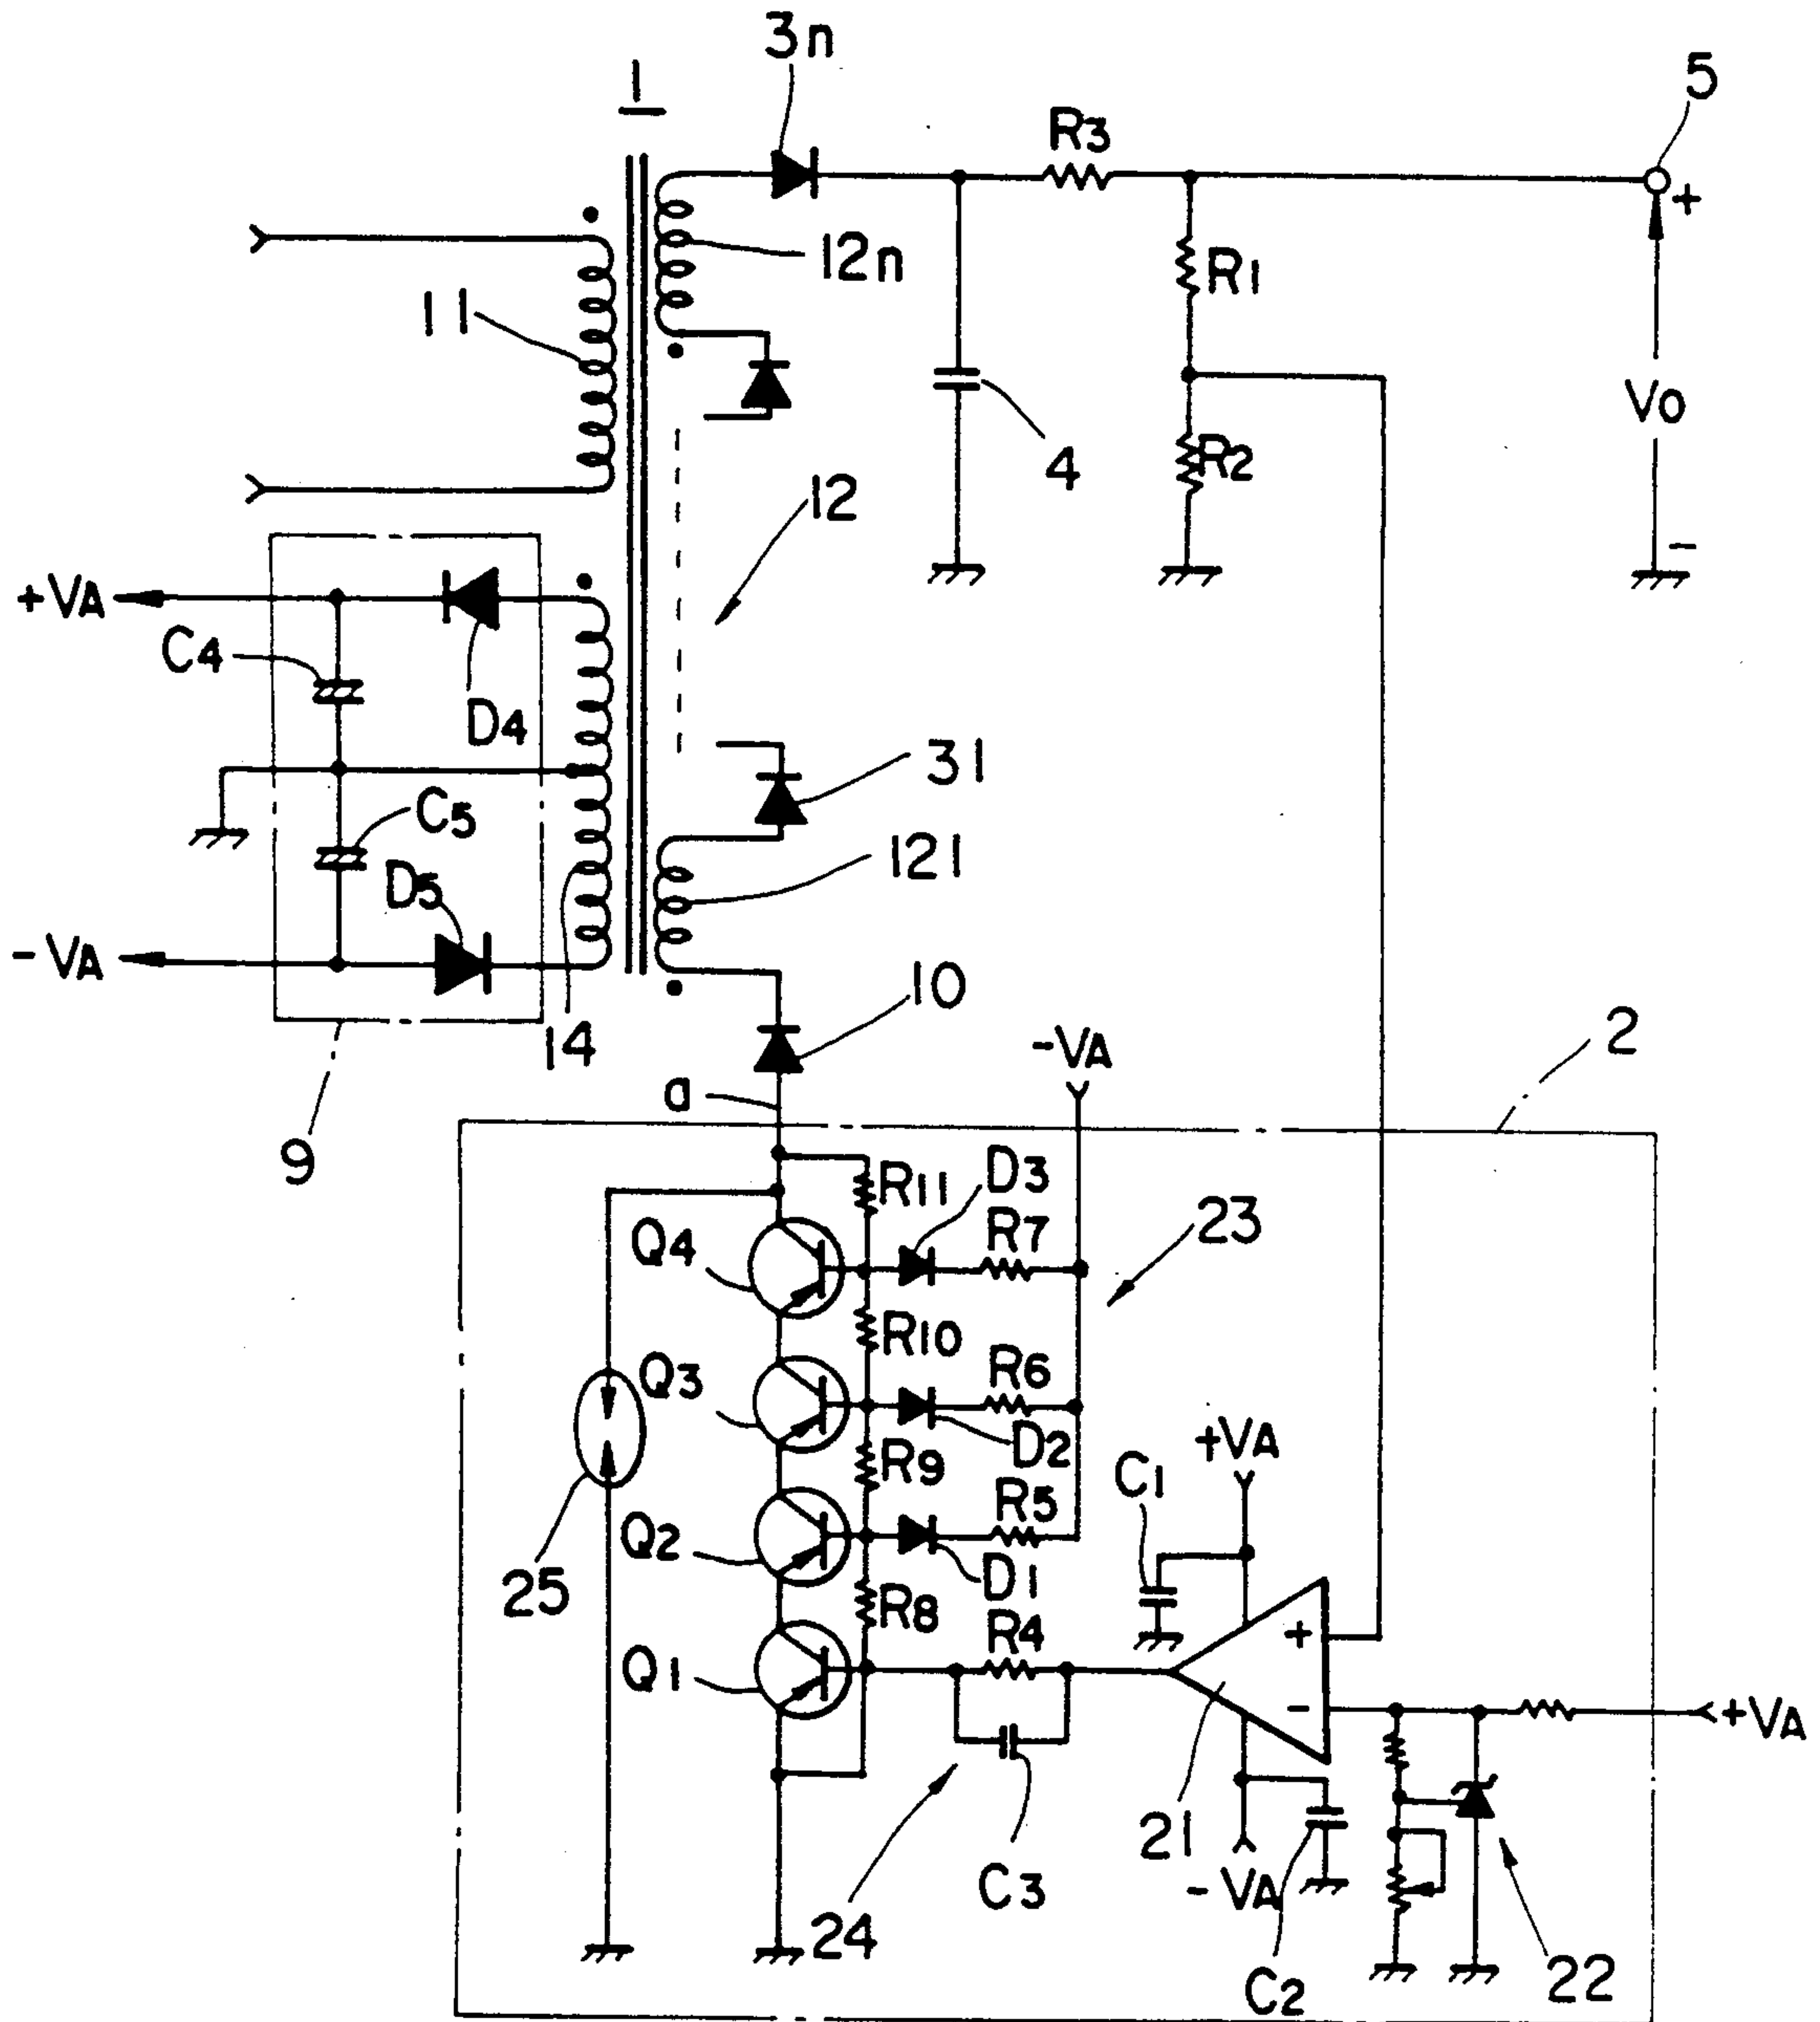 3n
1
5
R3
+
12n
R1
11
V0
4
R2
12
-
+VA
C4
D4
31
C5
121
D5
-VA
10
14
-VA
2
a
9
D3
R11
R7
23
Q4
R10
R6
Q3
D2
+VA
R9
C1
R5
Q2
D1
25
R8
R4
+
Q1
-
+VA
21
C3
-VA
24
C2
22